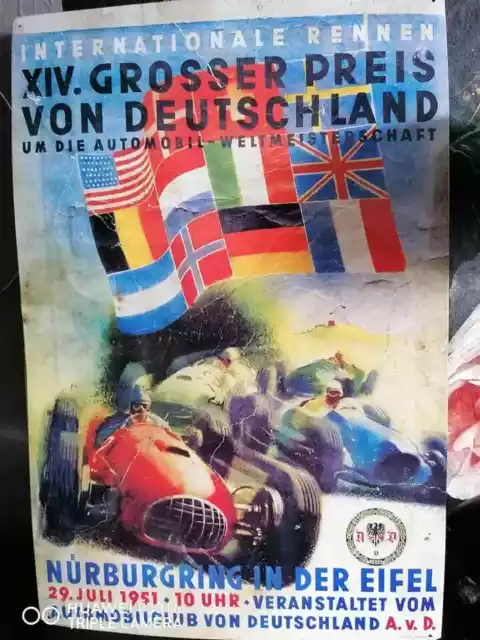 INTERNATIONALE RENNEN
XIV. GROSSER PREIS
VON DEUTSCHLAND
UM DIE AUTOMOBIL-WELTMEISTERSCHAFT
NÜRBURGRING IN DER EIFEL
29. JULI 1951 · 10 UHR · VERANSTALTET VOM
AUTOMOBILCLUB VON DEUTSCHLAND A.v.D.
HUAWEI
TRIPLE CAMERA